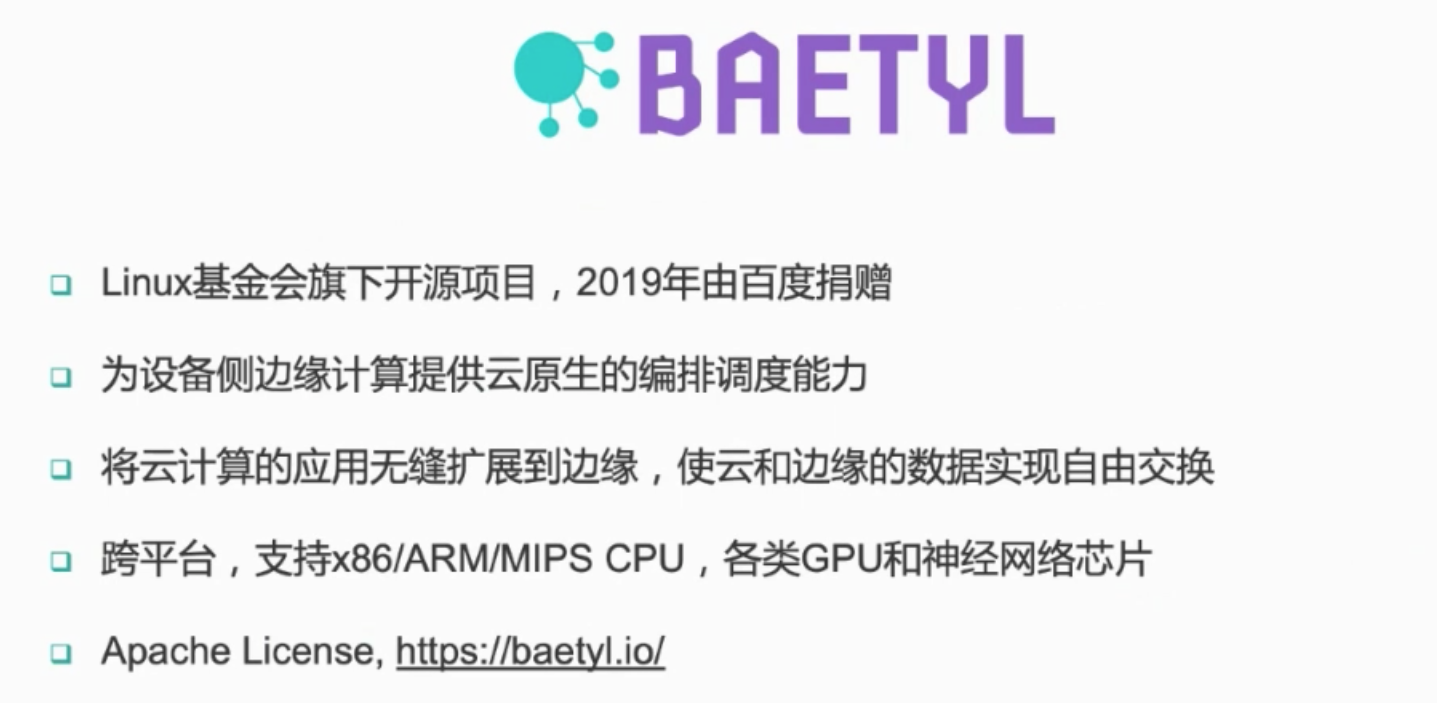 BAETYL
Linux基金会旗下开源项目，2019年由百度捐赠
为设备侧边缘计算提供云原生的编排调度能力
将云计算的应用无缝扩展到边缘，使云和边缘的数据实现自由交换
跨平台，支持x86/ARM/MIPS CPU，各类GPU和神经网络芯片
Apache License, https://baetyl.io/